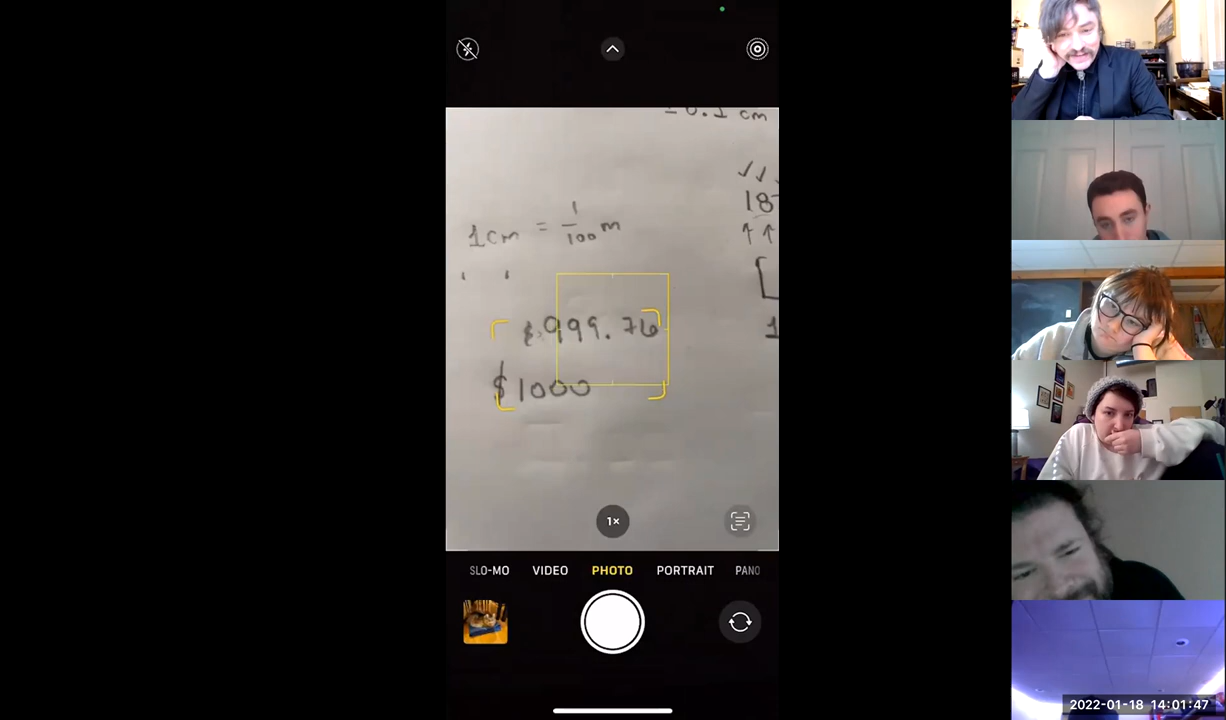 - 0.1 cm
18
1cm = 1/100 m
$999.76
1
$1000
1×
SLO-MO VIDEO PHOTO PORTRAIT PANO
2022-01-18 14:01:47